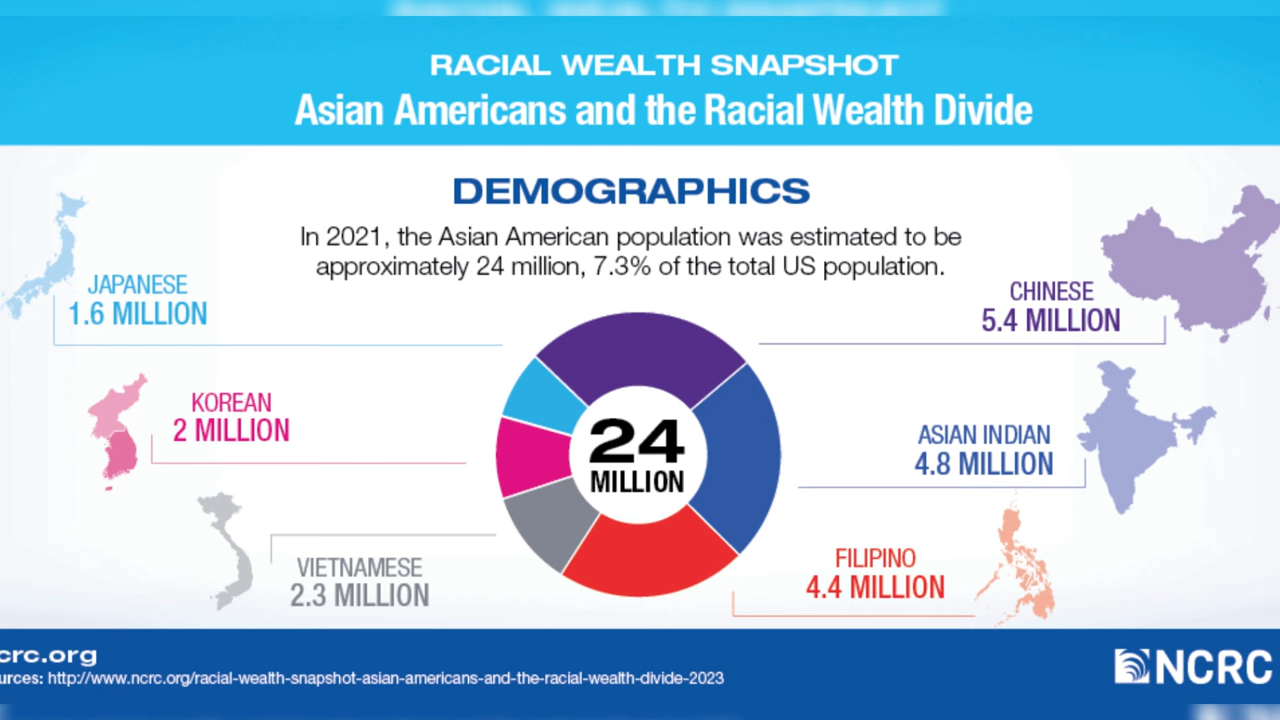 RACIAL WEALTH SNAPSHOT
Asian Americans and the Racial Wealth Divide
DEMOGRAPHICS
In 2021, the Asian American population was estimated to be
approximately 24 million, 7.3% of the total US population.
JAPANESE
1.6 MILLION
CHINESE
5.4 MILLION
KOREAN
2 MILLION
24
MILLION
ASIAN INDIAN
4.8 MILLION
VIETNAMESE
2.3 MILLION
FILIPINO
4.4 MILLION
crc.org
urces: http://www.ncrc.org/racial-wealth-snapshot-asian-americans-and-the-racial-wealth-divide-2023
NCRC